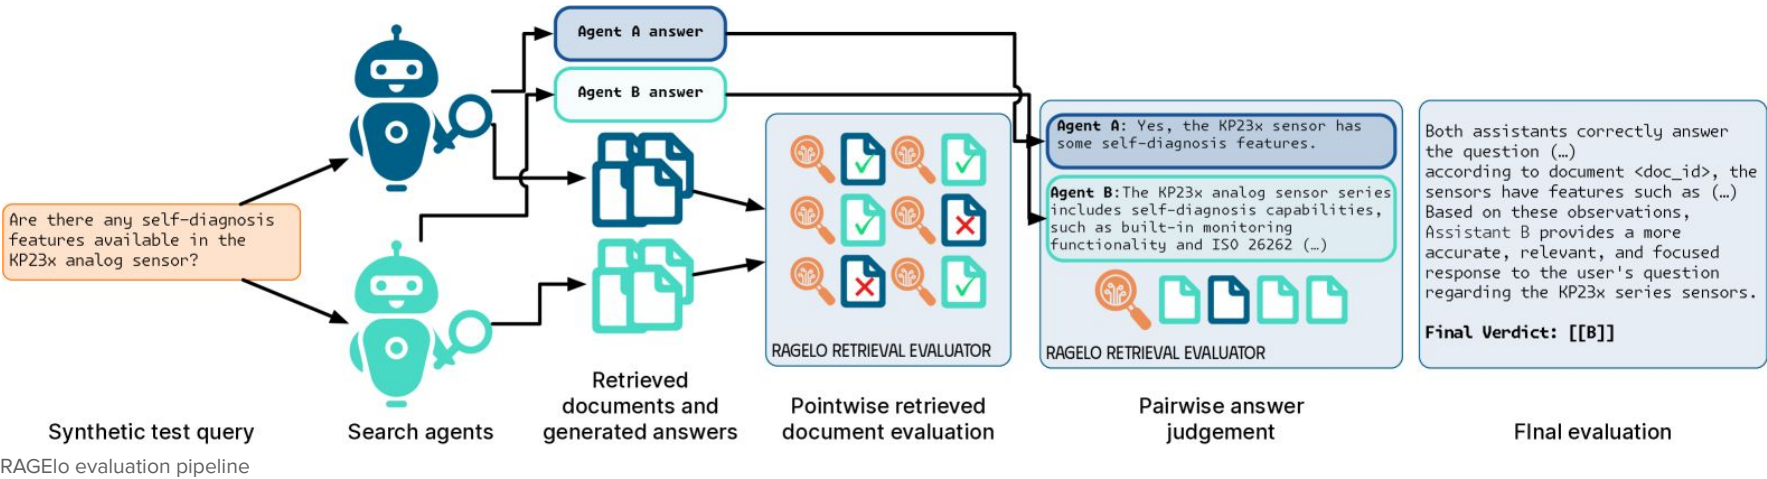 Agent A answer
Agent B answer
Are there any self-diagnosis
features available in the
KP23x analog sensor?
RAGELO RETRIEVAL EVALUATOR
Agent A: Yes, the KP23x sensor has
some self-diagnosis features.
Agent B:The KP23x analog sensor series
includes self-diagnosis capabilities,
such as built-in monitoring
functionality and ISO 26262 (…)
RAGELO RETRIEVAL EVALUATOR
Both assistants correctly answer
the question (…)
according to document <doc_id>, the
sensors have features such as (…)
Based on these observations,
Assistant B provides a more
accurate, relevant, and focused
response to the user's question
regarding the KP23x series sensors.
Final Verdict: [[B]]
Synthetic test query
Search agents
Retrieved
documents and
generated answers
Pointwise retrieved
document evaluation
Pairwise answer
judgement
FInal evaluation
RAGElo evaluation pipeline